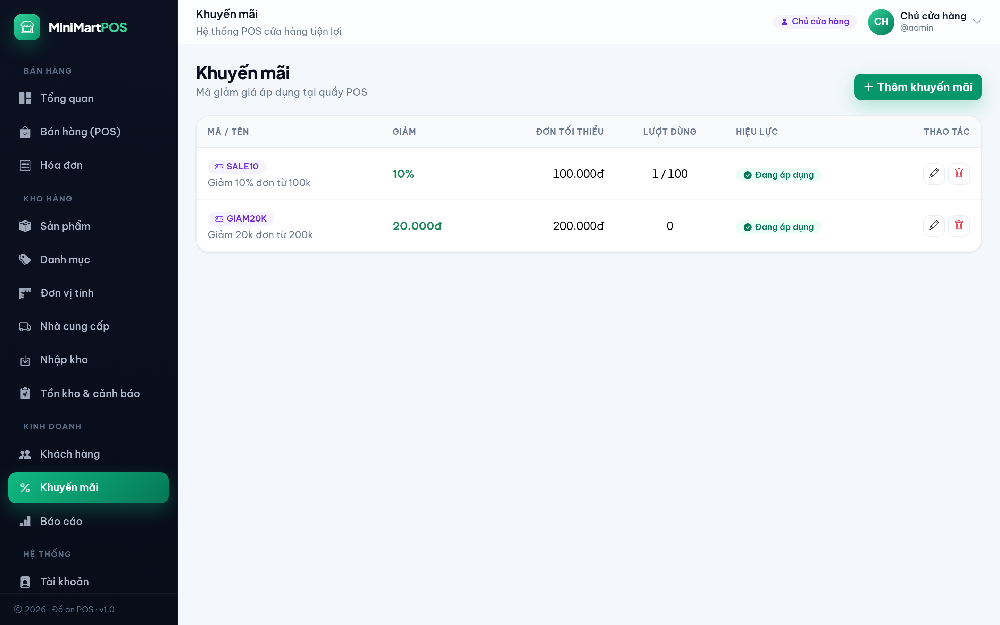 MiniMartPOS
BÁN HÀNG
Tổng quan
Bán hàng (POS)
Hóa đơn
KHO HÀNG
Sản phẩm
Danh mục
Đơn vị tính
Nhà cung cấp
Nhập kho
Tồn kho & cảnh báo
KINH DOANH
Khách hàng
Khuyến mãi
Báo cáo
HỆ THỐNG
Tài khoản
© 2026 · Đồ án POS · v1.0
Khuyến mãi
Hệ thống POS cửa hàng tiện lợi
Chủ cửa hàng
CH
Chủ cửa hàng
@admin
Khuyến mãi
Mã giảm giá áp dụng tại quầy POS
+ Thêm khuyến mãi
MÃ / TÊN GIẢM ĐƠN TỐI THIỂU LƯỢT DÙNG HIỆU LỰC THAO TÁC
SALE10
Giảm 10% đơn từ 100k
10% 100.000đ 1 / 100 Đang áp dụng
GIAM20K
Giảm 20k đơn từ 200k
20.000đ 200.000đ 0 Đang áp dụng